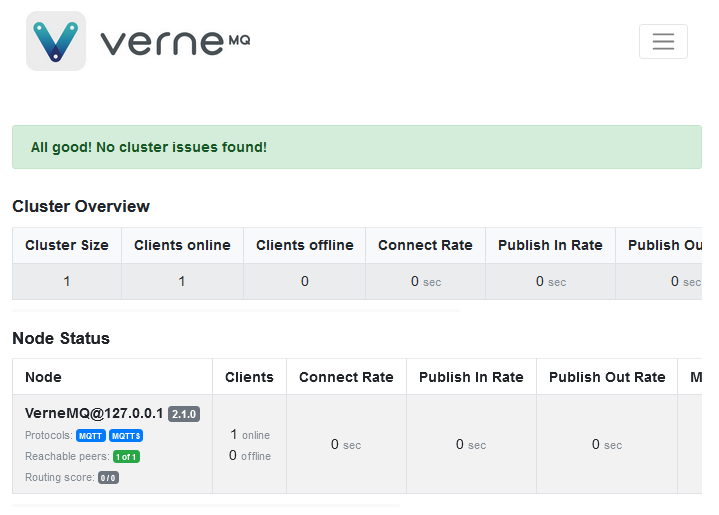 verne MQ
All good! No cluster issues found!
Cluster Overview
Cluster Size Clients online Clients offline Connect Rate Publish In Rate Publish Ou
1 1 0 0 sec 0 sec 0 sec
Node Status
Node Clients Connect Rate Publish In Rate Publish Out Rate M
VerneMQ@127.0.0.1 2.1.0
Protocols: MQTT MQTTS
Reachable peers: 1 of 1
Routing score: 0 / 0
1 online
0 offline
0 sec 0 sec 0 sec